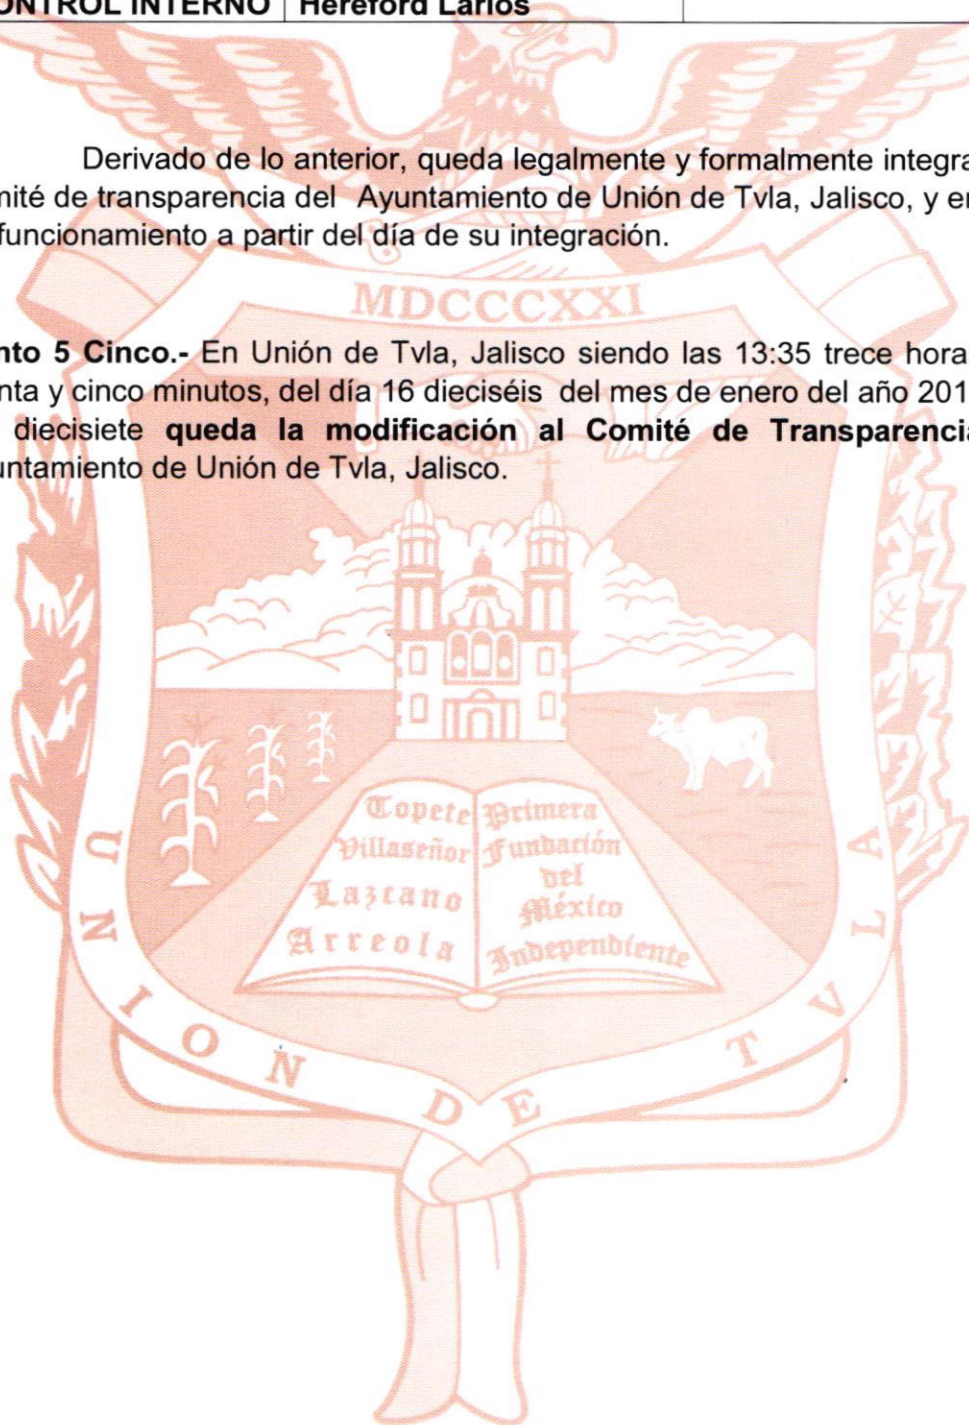 ONTROL INTERNO Hereford Larios
Derivado de lo anterior, queda legalmente y formalmente integra
mité de transparencia del Ayuntamiento de Unión de Tvla, Jalisco, y en
funcionamiento a partir del día de su integración.
MDCCCXXI
nto 5 Cinco.- En Unión de Tvla, Jalisco siendo las 13:35 trece hora
nta y cinco minutos, del día 16 dieciséis del mes de enero del año 201
diecisiete queda la modificación al Comité de Transparencia
untamiento de Unión de Tvla, Jalisco.
Topete
Villaseñor
Lazcano
Arreola
Primera
Fundación
del
México
Independiente
UNION DE TVLA